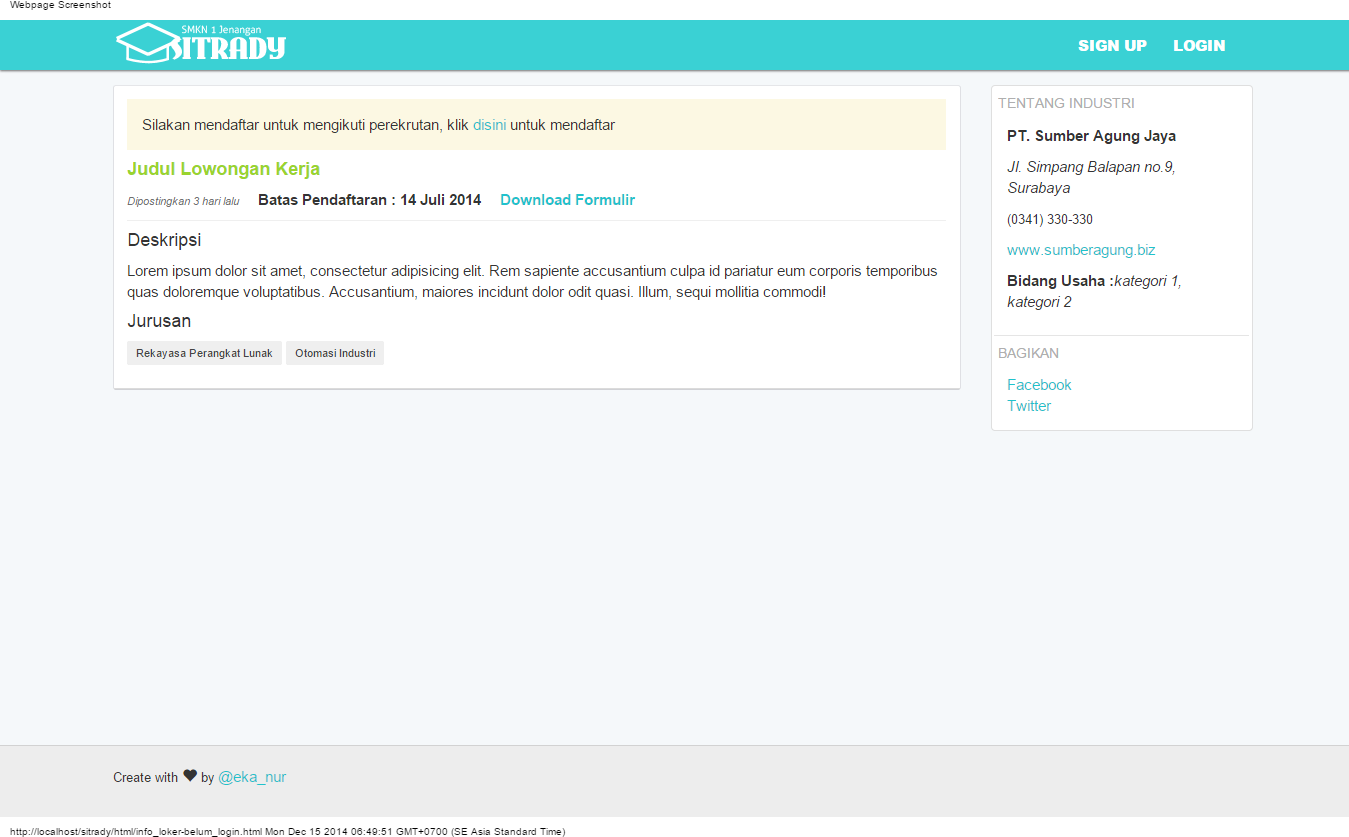 Webpage Screenshot
SMKN 1 Jenangan
SITRADY
SIGN UP LOGIN
Silakan mendaftar untuk mengikuti perekrutan, klik disini untuk mendaftar
Judul Lowongan Kerja
Dipostingkan 3 hari lalu Batas Pendaftaran : 14 Juli 2014 Download Formulir
Deskripsi
Lorem ipsum dolor sit amet, consectetur adipisicing elit. Rem sapiente accusantium culpa id pariatur eum corporis temporibus
quas doloremque voluptatibus. Accusantium, maiores incidunt dolor odit quasi. Illum, sequi mollitia commodi!
Jurusan
Rekayasa Perangkat Lunak Otomasi Industri
TENTANG INDUSTRI
PT. Sumber Agung Jaya
Jl. Simpang Balapan no.9,
Surabaya
(0341) 330-330
www.sumberagung.biz
Bidang Usaha :kategori 1,
kategori 2
BAGIKAN
Facebook
Twitter
Create with ♥ by @eka_nur
http://localhost/sitrady/html/info_loker-belum_login.html Mon Dec 15 2014 06:49:51 GMT+0700 (SE Asia Standard Time)